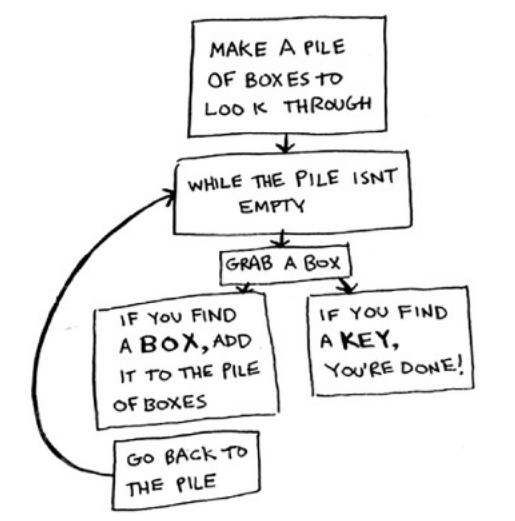 MAKE A PILE
OF BOXES TO
LOOK THROUGH
WHILE THE PILE ISNT
EMPTY
GRAB A BOX
IF YOU FIND
A BOX, ADD
IT TO THE PILE
OF BOXES
IF YOU FIND
A KEY,
YOU'RE DONE!
GO BACK TO
THE PILE